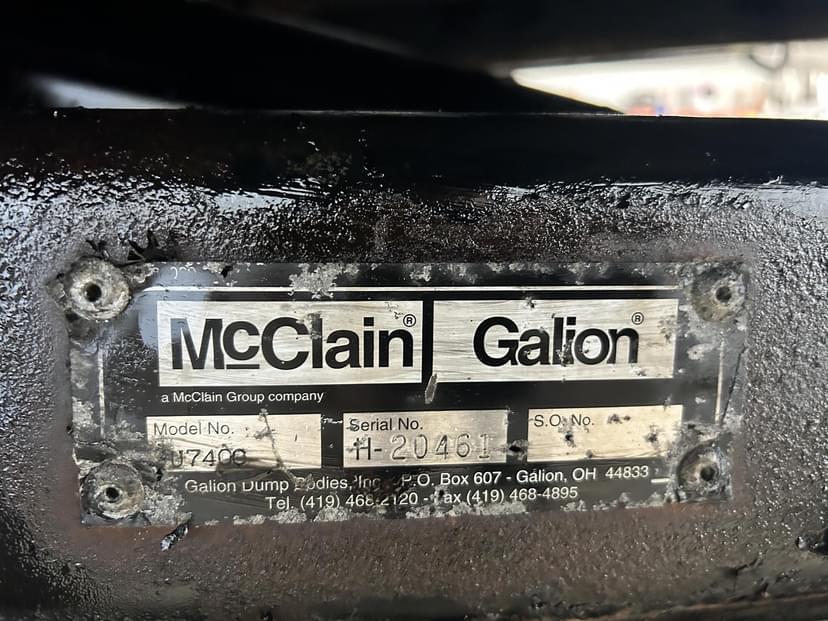 McClain® Galion®
a McClain Group company
Model No. Serial No. S.O. No.
U7400 H-20461
Galion Dump Bodies, Inc. P.O. Box 607 - Galion, OH 44833
Tel. (419) 468-2120 - Fax (419) 468-4895